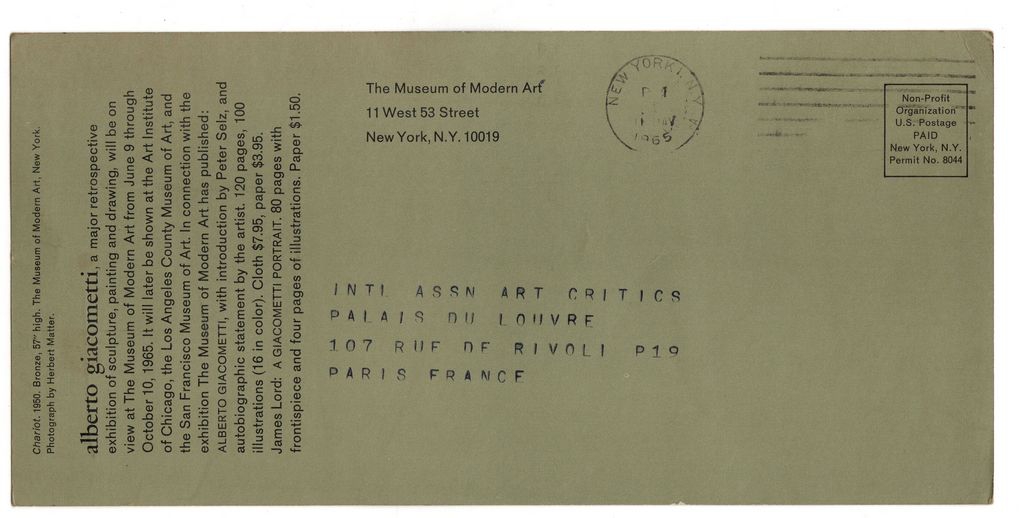 Chariot. 1950. Bronze, 57" high. The Museum of Modern Art, New York.
Photograph by Herbert Matter.
alberto giacometti, a major retrospective
exhibition of sculpture, painting and drawing, will be on
view at The Museum of Modern Art from June 9 through
October 10, 1965. It will later be shown at the Art Institute
of Chicago, the Los Angeles County Museum of Art, and
the San Francisco Museum of Art. In connection with the
exhibition The Museum of Modern Art has published:
ALBERTO GIACOMETTI, with introduction by Peter Selz, and
autobiographic statement by the artist. 120 pages, 100
illustrations (16 in color). Cloth $7.95, paper $3.95.
James Lord: A GIACOMETTI PORTRAIT. 80 pages with
frontispiece and four pages of illustrations. Paper $1.50.
The Museum of Modern Art
11 West 53 Street
New York, N.Y. 10019
NEW YORK, N.Y.
1965
Non-Profit
Organization
U.S. Postage
PAID
New York, N.Y.
Permit No. 8044
INTL ASSN ART CRITICS
PALAIS DU LOUVRE
107 RUE DE RIVOLI P19
PARIS FRANCE